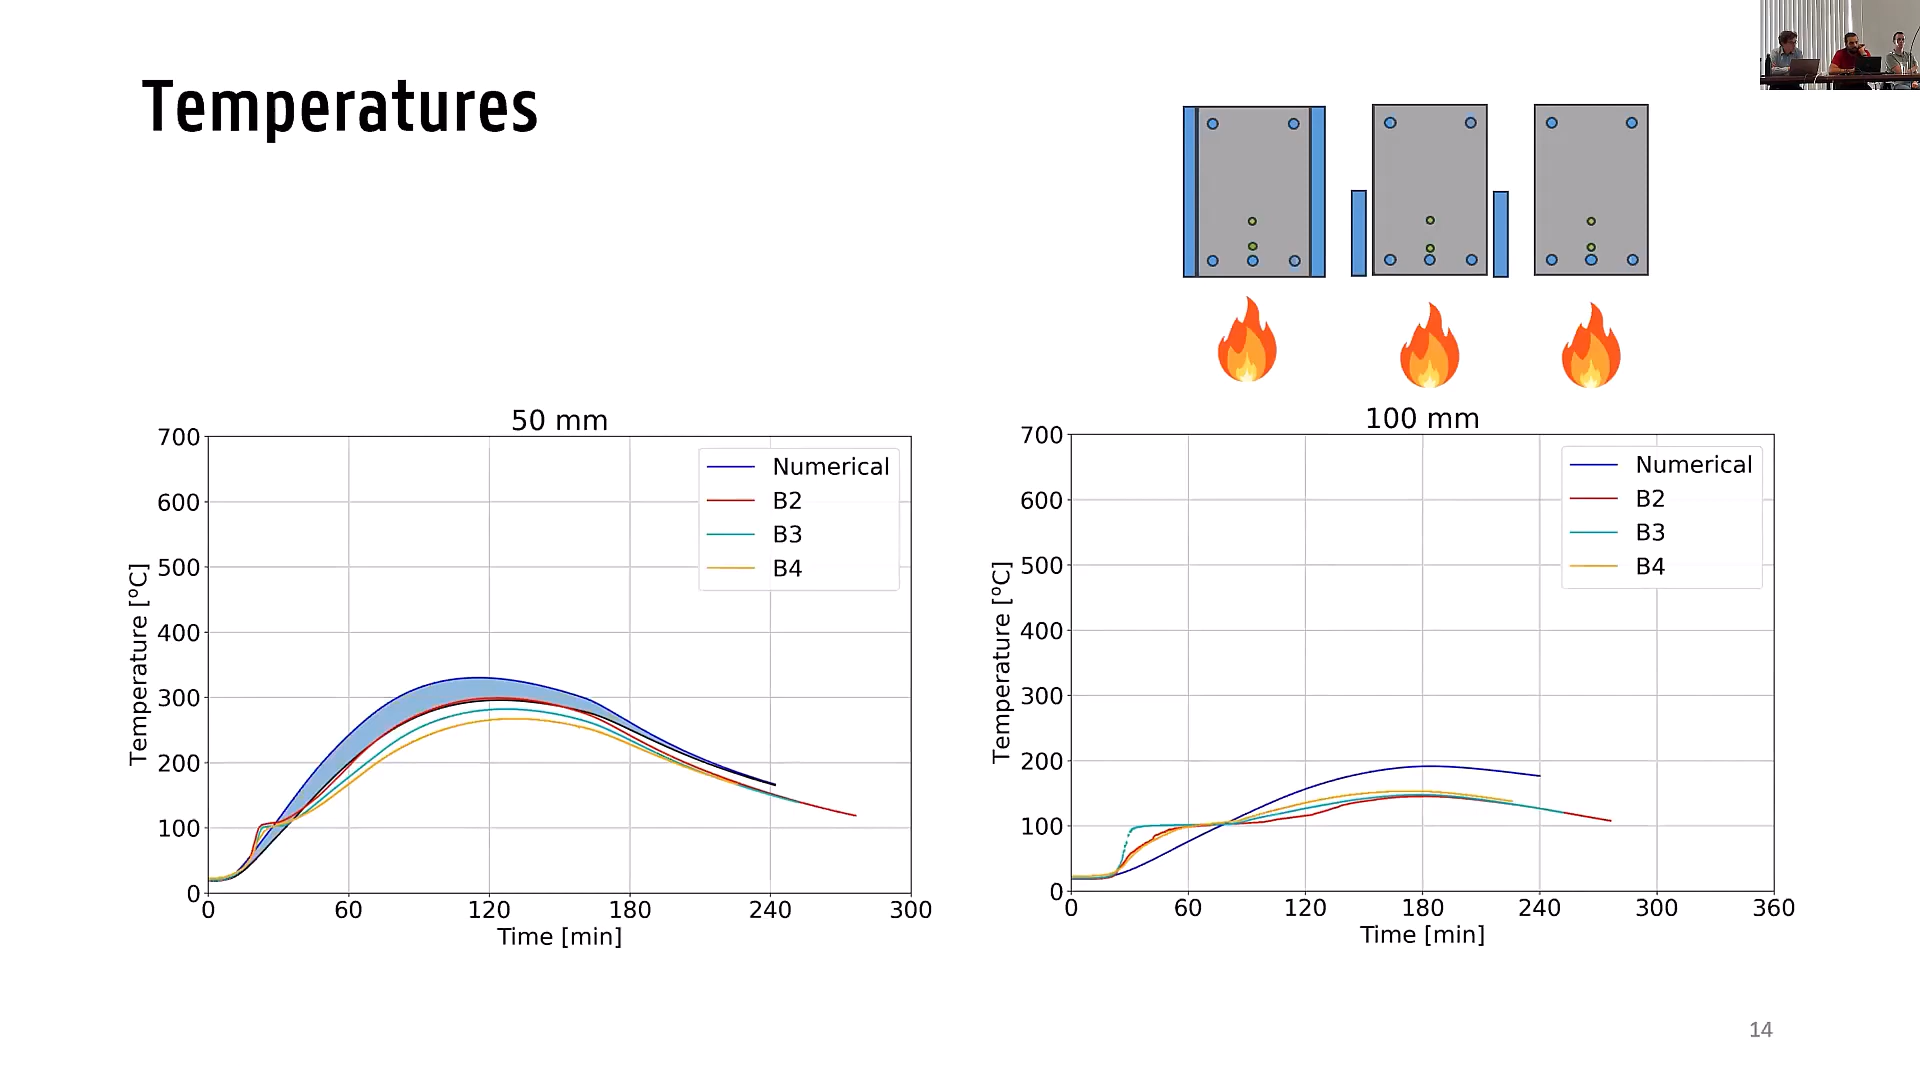 Temperatures
50 mm
700
600
500
400
300
200
100
0
0 60 120 180 240 300
Temperature [°C]
Time [min]
Numerical
B2
B3
B4
100 mm
700
600
500
400
300
200
100
0
0 60 120 180 240 300 360
Temperature [°C]
Time [min]
Numerical
B2
B3
B4
14